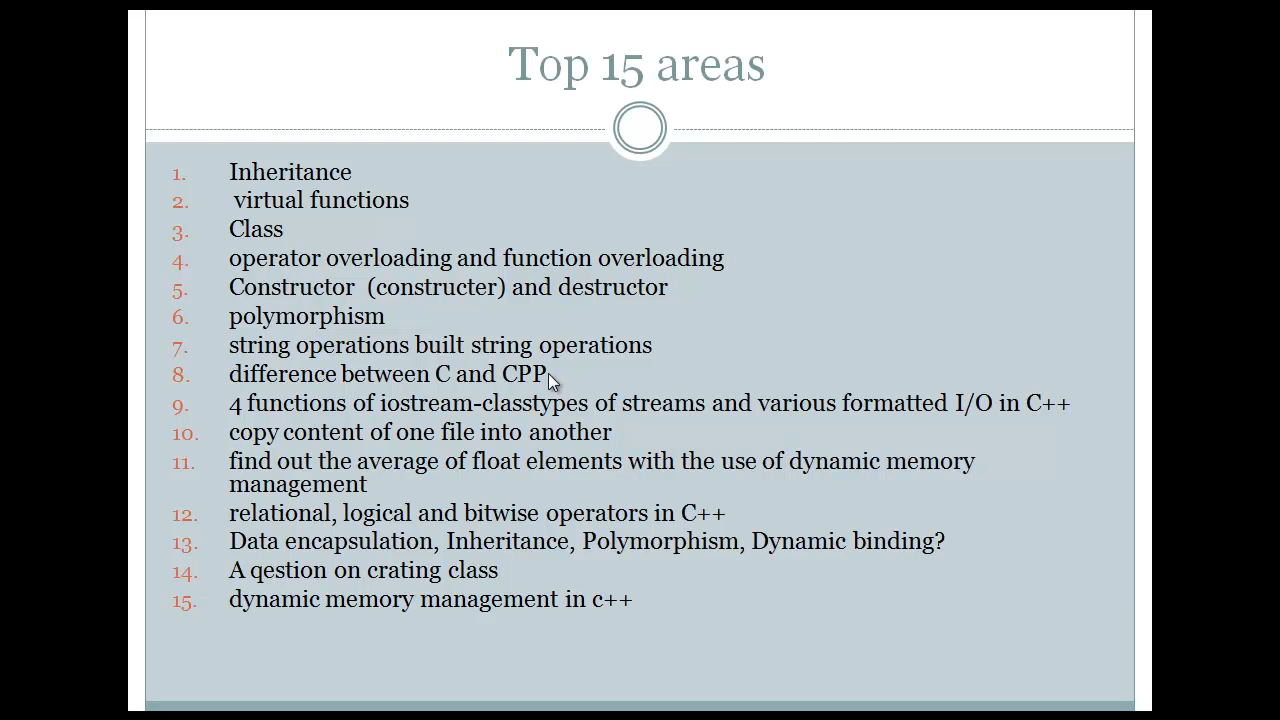 Top 15 areas
1. Inheritance
2. virtual functions
3. Class
4. operator overloading and function overloading
5. Constructor (constructer) and destructor
6. polymorphism
7. string operations built string operations
8. difference between C and CPP
9. 4 functions of iostream-classtypes of streams and various formatted I/O in C++
10. copy content of one file into another
11. find out the average of float elements with the use of dynamic memory
management
12. relational, logical and bitwise operators in C++
13. Data encapsulation, Inheritance, Polymorphism, Dynamic binding?
14. A qestion on crating class
15. dynamic memory management in c++